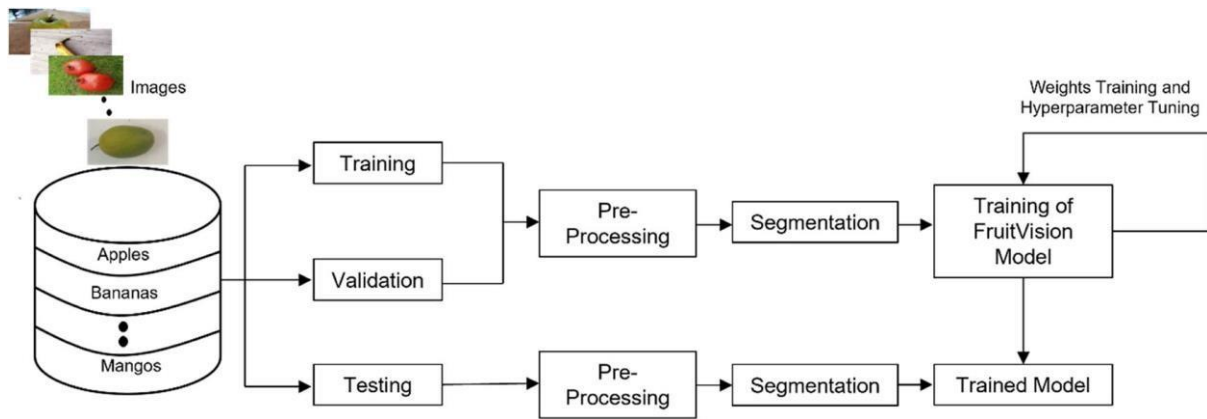 Images
Weights Training and
Hyperparameter Tuning
Training
Pre-
Processing
Segmentation
Training of
FruitVision
Model
Apples
Bananas
Mangos
Validation
Testing
Pre-
Processing
Segmentation
Trained Model